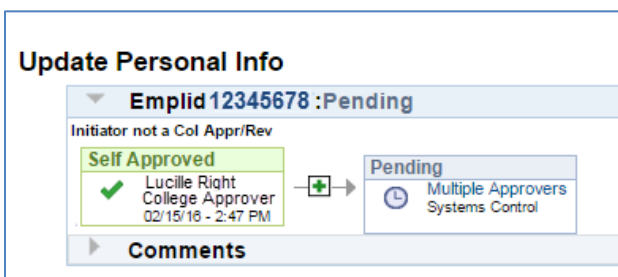 Update Personal Info
Emplid 12345678 :Pending
Initiator not a Col Appr/Rev
Self Approved
Lucille Right
College Approver
02/15/16 - 2:47 PM
Pending
Multiple Approvers
Systems Control
Comments